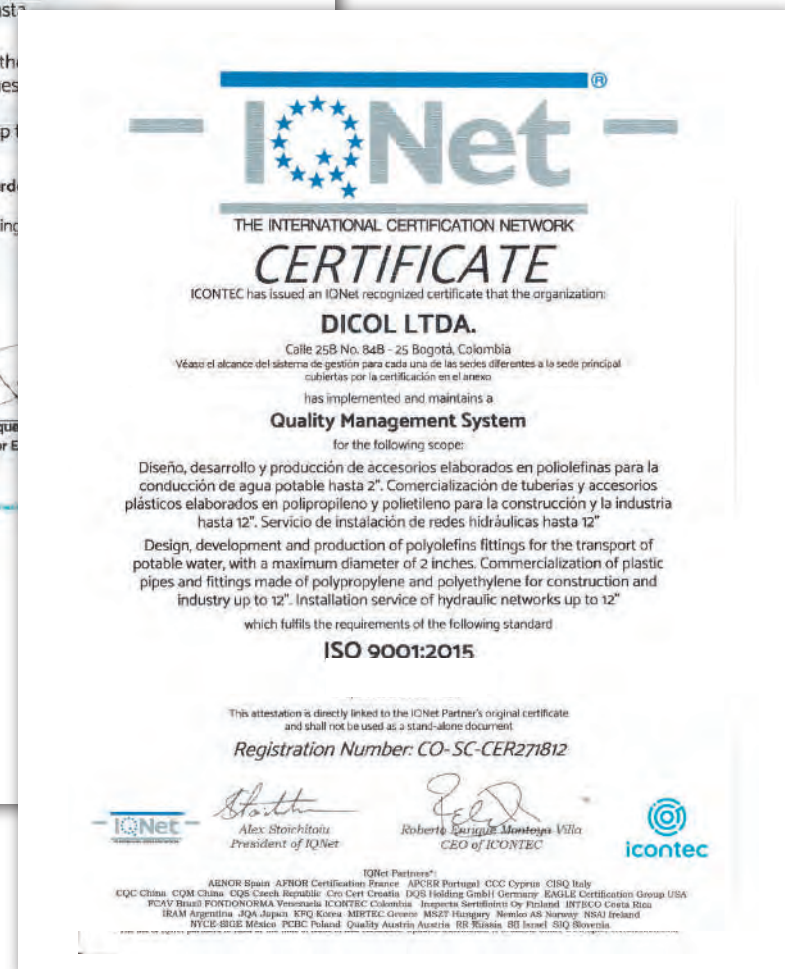 IQNet
®
THE INTERNATIONAL CERTIFICATION NETWORK
CERTIFICATE
ICONTEC has issued an IQNet recognized certificate that the organization:
DICOL LTDA.
Calle 25B No. 84B - 25 Bogotá, Colombia
Véase el alcance del sistema de gestión para cada una de las sedes diferentes a la sede principal
cubiertas por la certificación en el anexo
has implemented and maintains a
Quality Management System
for the following scope:
Diseño, desarrollo y producción de accesorios elaborados en poliolefinas para la
conducción de agua potable hasta 2". Comercialización de tuberías y accesorios
plásticos elaborados en polipropileno y polietileno para la construcción y la industria
hasta 12". Servicio de instalación de redes hidráulicas hasta 12"
Design, development and production of polyolefins fittings for the transport of
potable water, with a maximum diameter of 2 inches. Commercialization of plastic
pipes and fittings made of polypropylene and polyethylene for construction and
industry up to 12". Installation service of hydraulic networks up to 12"
which fulfils the requirements of the following standard
ISO 9001:2015
This attestation is directly linked to the IQNet Partner's original certificate
and shall not be used as a stand-alone document
Registration Number: CO-SC-CER271812
IQNet
Alex Stoichitoiu
President of IQNet
Roberto Enrique Montoya Villa
CEO of ICONTEC
icontec
IQNet Partners*:
AENOR Spain AFNOR Certification France APCER Portugal CCC Cyprus CISQ Italy
CQC China CQM China CQS Czech Republic Cro Cert Croatia DQS Holding GmbH Germany EAGLE Certification Group USA
FCAV Brazil FONDONORMA Venezuela ICONTEC Colombia Inspecta Sertifiointi Oy Finland INTECO Costa Rica
IRAM Argentina JQA Japan KFQ Korea MIRTEC Greece MSZT Hungary Nemko AS Norway NSAI Ireland
NYCE-SIGE México PCBC Poland Quality Austria Austria RR Russia SII Israel SIQ Slovenia